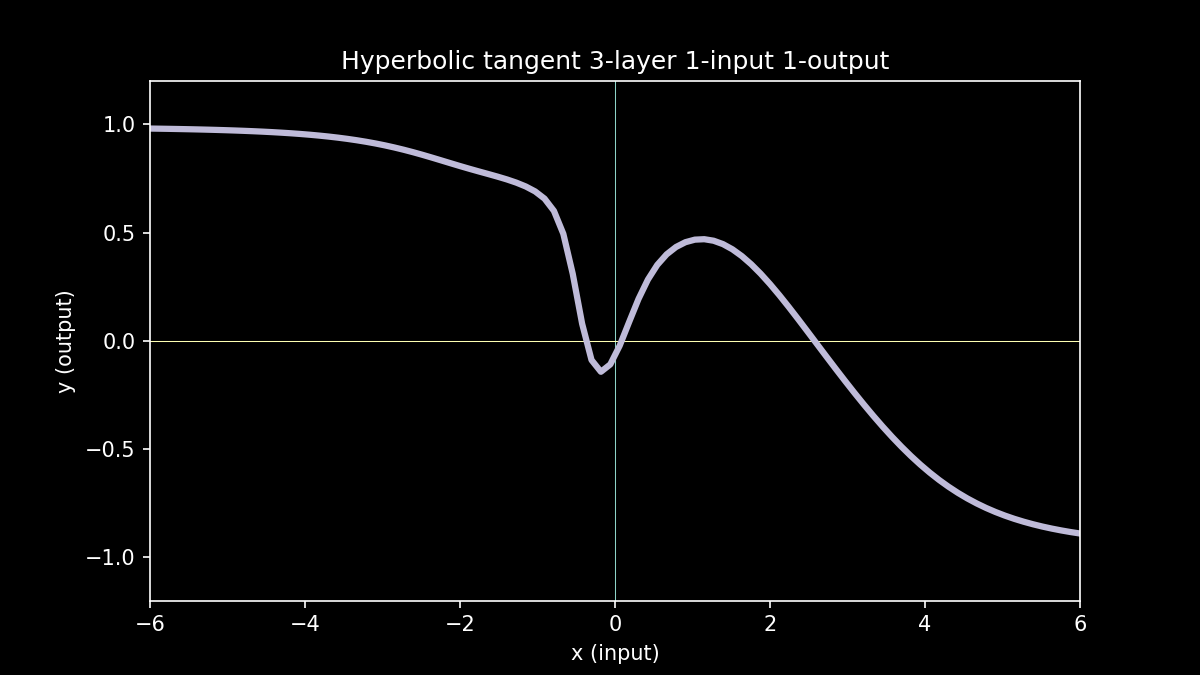 Hyperbolic tangent 3-layer 1-input 1-output
1.0
0.5
0.0
−0.5
−1.0
y (output)
−6 −4 −2 0 2 4 6
x (input)